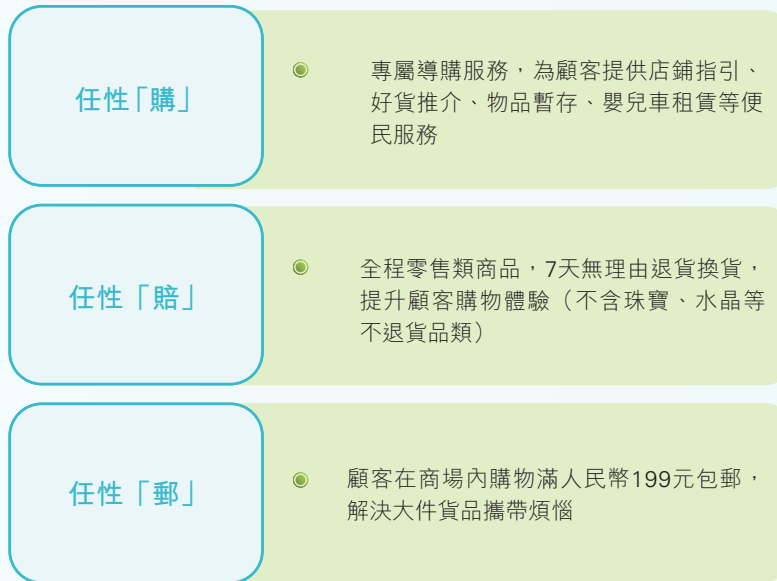 任性「購」
專屬導購服務，為顧客提供店鋪指引、
好貨推介、物品暫存、嬰兒車租賃等便
民服務
任性「賠」
全程零售類商品，7天無理由退貨換貨，
提升顧客購物體驗（不含珠寶、水晶等
不退貨品類）
任性「郵」
顧客在商場內購物滿人民幣199元包郵，
解決大件貨品攜帶煩惱